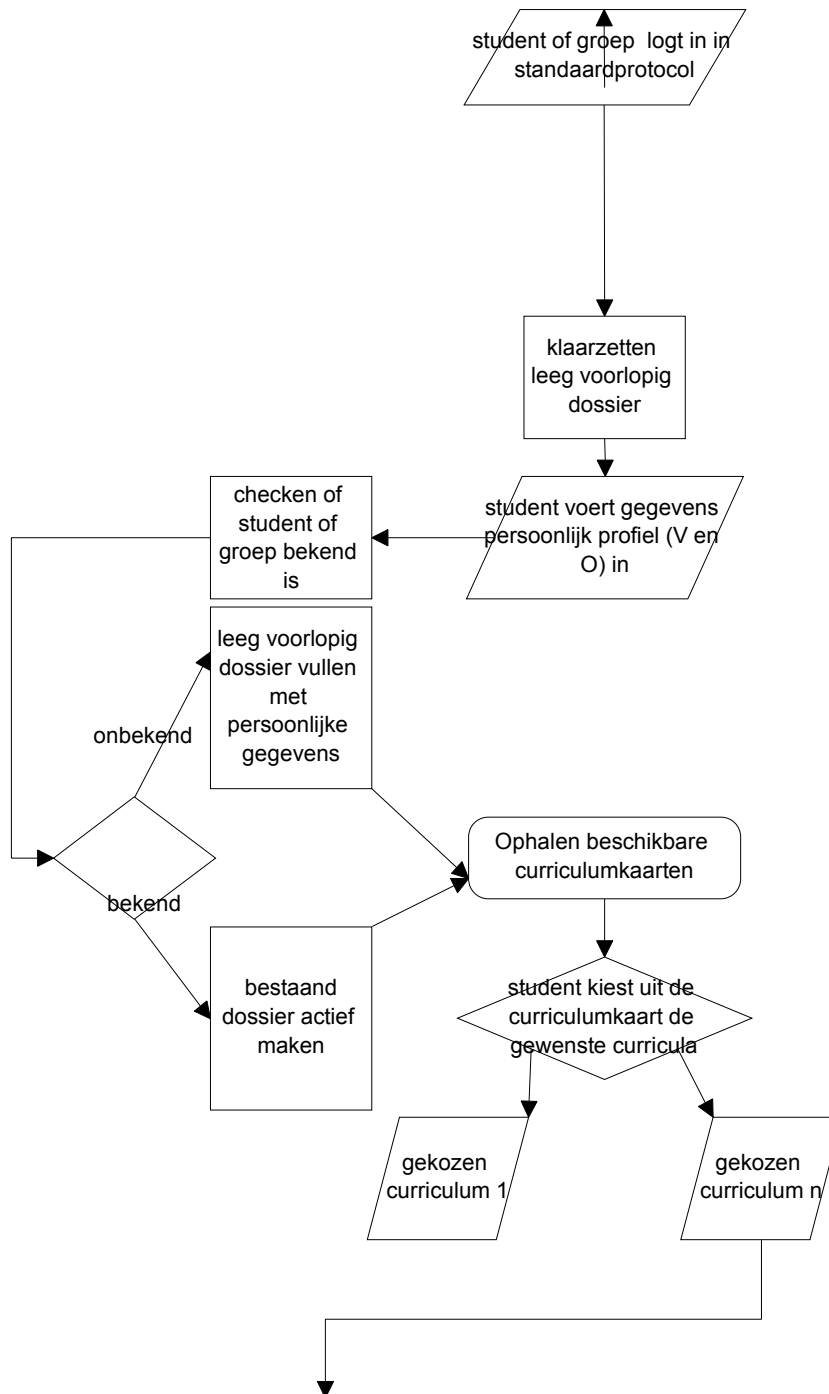 student of groep logt in in
standaardprotocol
klaarzetten
leeg voorlopig
dossier
student voert gegevens
persoonlijk profiel (V en
O) in
checken of
student of
groep bekend
is
leeg voorlopig
dossier vullen
met
persoonlijke
gegevens
onbekend
bekend
bestaand
dossier actief
maken
Ophalen beschikbare
curriculumkaarten
student kiest uit de
curriculumkaart de
gewenste curricula
gekozen
curriculum 1
gekozen
curriculum n